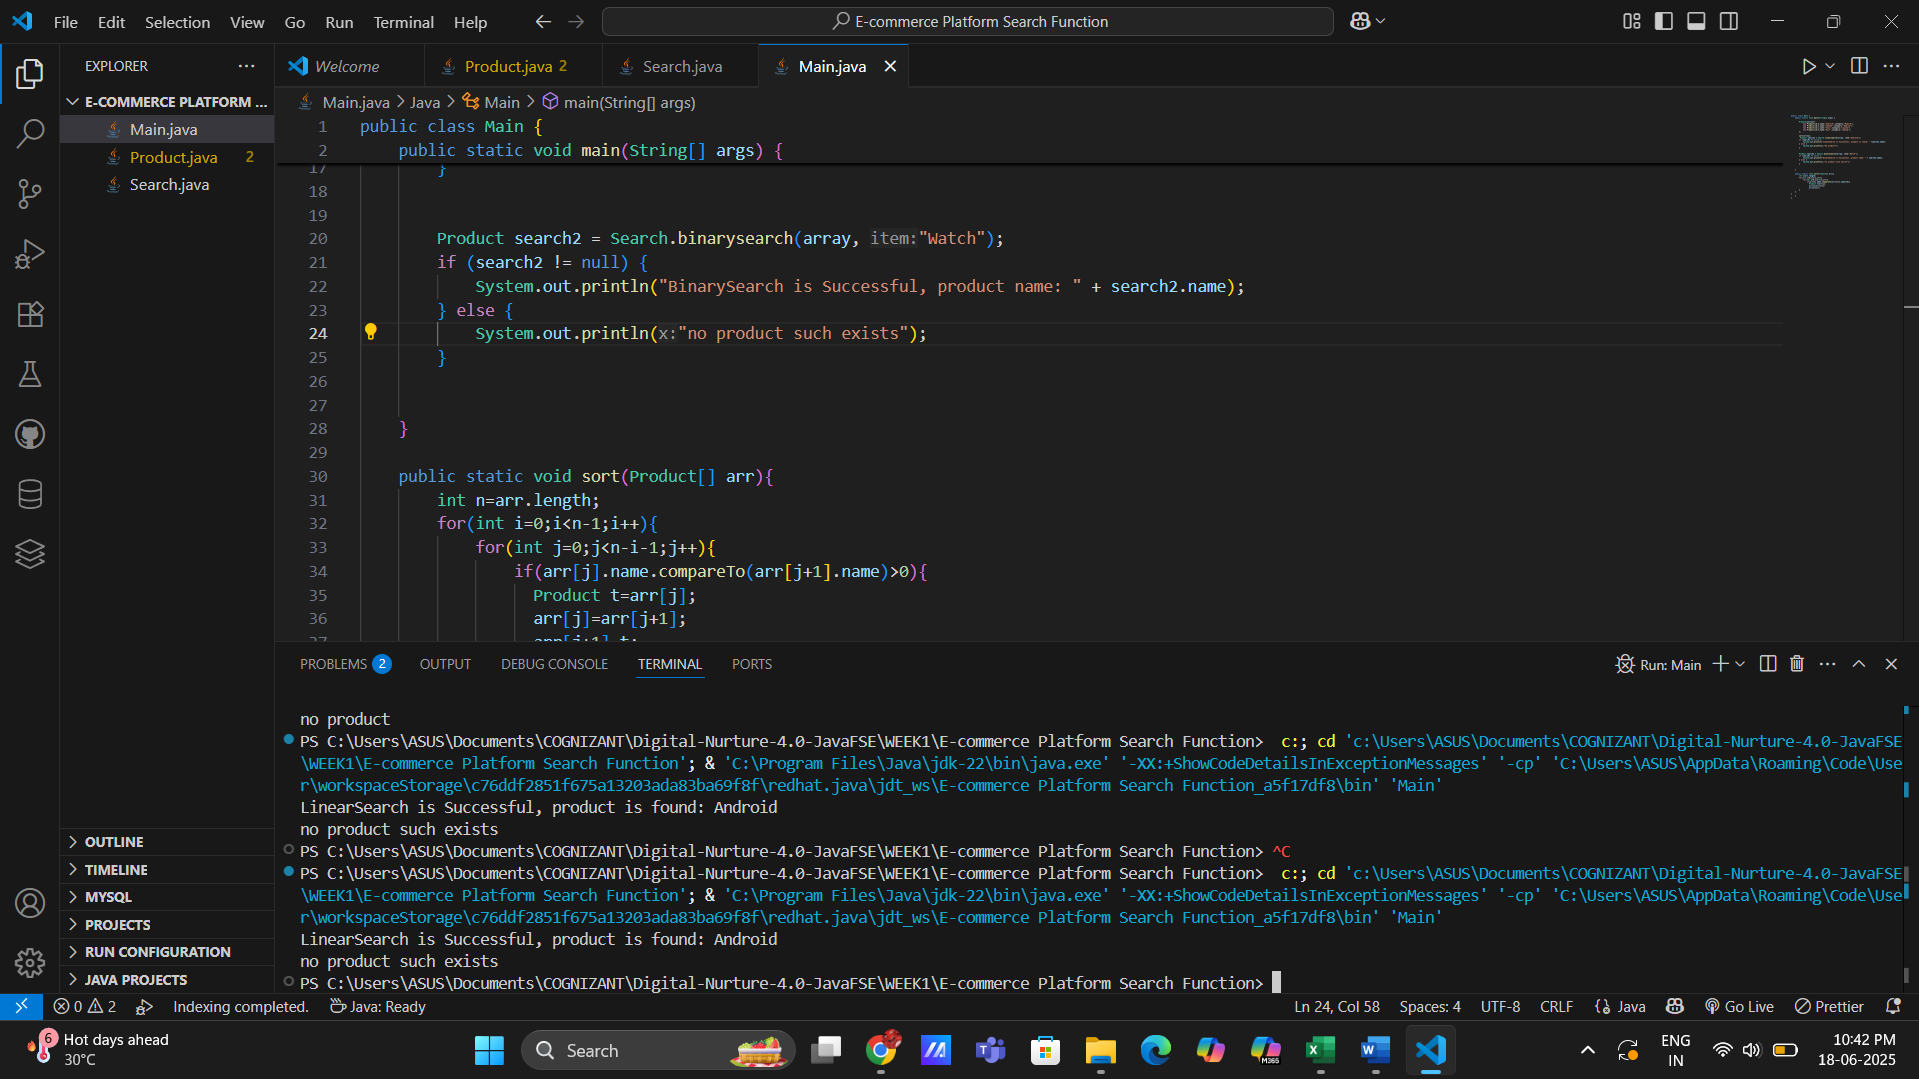 File Edit Selection View Go Run Terminal Help
E-commerce Platform Search Function
EXPLORER
Welcome
Product.java 2
Search.java
Main.java
E-COMMERCE PLATFORM ...
Main.java
Product.java 2
Search.java
Main.java > Java > Main > main(String[] args)
1 public class Main {
2 public static void main(String[] args) {
17 }
18
19
20 Product search2 = Search.binarysearch(array, item:"Watch");
21 if (search2 != null) {
22 System.out.println("BinarySearch is Successful, product name: " + search2.name);
23 } else {
24 System.out.println(x:"no product such exists");
25 }
26
27
28 }
29
30 public static void sort(Product[] arr){
31 int n=arr.length;
32 for(int i=0;i<n-1;i++){
33 for(int j=0;j<n-i-1;j++){
34 if(arr[j].name.compareTo(arr[j+1].name)>0){
35 Product t=arr[j];
36 arr[j]=arr[j+1];
OUTLINE
TIMELINE
MYSQL
PROJECTS
RUN CONFIGURATION
JAVA PROJECTS
PROBLEMS 2 OUTPUT DEBUG CONSOLE TERMINAL PORTS
Run: Main
no product
PS C:\Users\ASUS\Documents\COGNIZANT\Digital-Nurture-4.0-JavaFSE\WEEK1\E-commerce Platform Search Function> c:; cd 'c:\Users\ASUS\Documents\COGNIZANT\Digital-Nurture-4.0-JavaFSE
\WEEK1\E-commerce Platform Search Function'; & 'C:\Program Files\Java\jdk-22\bin\java.exe' '-XX:+ShowCodeDetailsInExceptionMessages' '-cp' 'C:\Users\ASUS\AppData\Roaming\Code\Use
r\workspaceStorage\c76ddf2851f675a13203ada83ba69f8f\redhat.java\jdt_ws\E-commerce Platform Search Function_a5f17df8\bin' 'Main'
LinearSearch is Successful, product is found: Android
no product such exists
PS C:\Users\ASUS\Documents\COGNIZANT\Digital-Nurture-4.0-JavaFSE\WEEK1\E-commerce Platform Search Function> ^C
PS C:\Users\ASUS\Documents\COGNIZANT\Digital-Nurture-4.0-JavaFSE\WEEK1\E-commerce Platform Search Function> c:; cd 'c:\Users\ASUS\Documents\COGNIZANT\Digital-Nurture-4.0-JavaFSE
\WEEK1\E-commerce Platform Search Function'; & 'C:\Program Files\Java\jdk-22\bin\java.exe' '-XX:+ShowCodeDetailsInExceptionMessages' '-cp' 'C:\Users\ASUS\AppData\Roaming\Code\Use
r\workspaceStorage\c76ddf2851f675a13203ada83ba69f8f\redhat.java\jdt_ws\E-commerce Platform Search Function_a5f17df8\bin' 'Main'
LinearSearch is Successful, product is found: Android
no product such exists
PS C:\Users\ASUS\Documents\COGNIZANT\Digital-Nurture-4.0-JavaFSE\WEEK1\E-commerce Platform Search Function>
0 2 Indexing completed. Java: Ready
Ln 24, Col 58 Spaces: 4 UTF-8 CRLF {} Java Go Live Prettier
6
Hot days ahead
30°C
Search
M365
ENG
IN
10:42 PM
18-06-2025